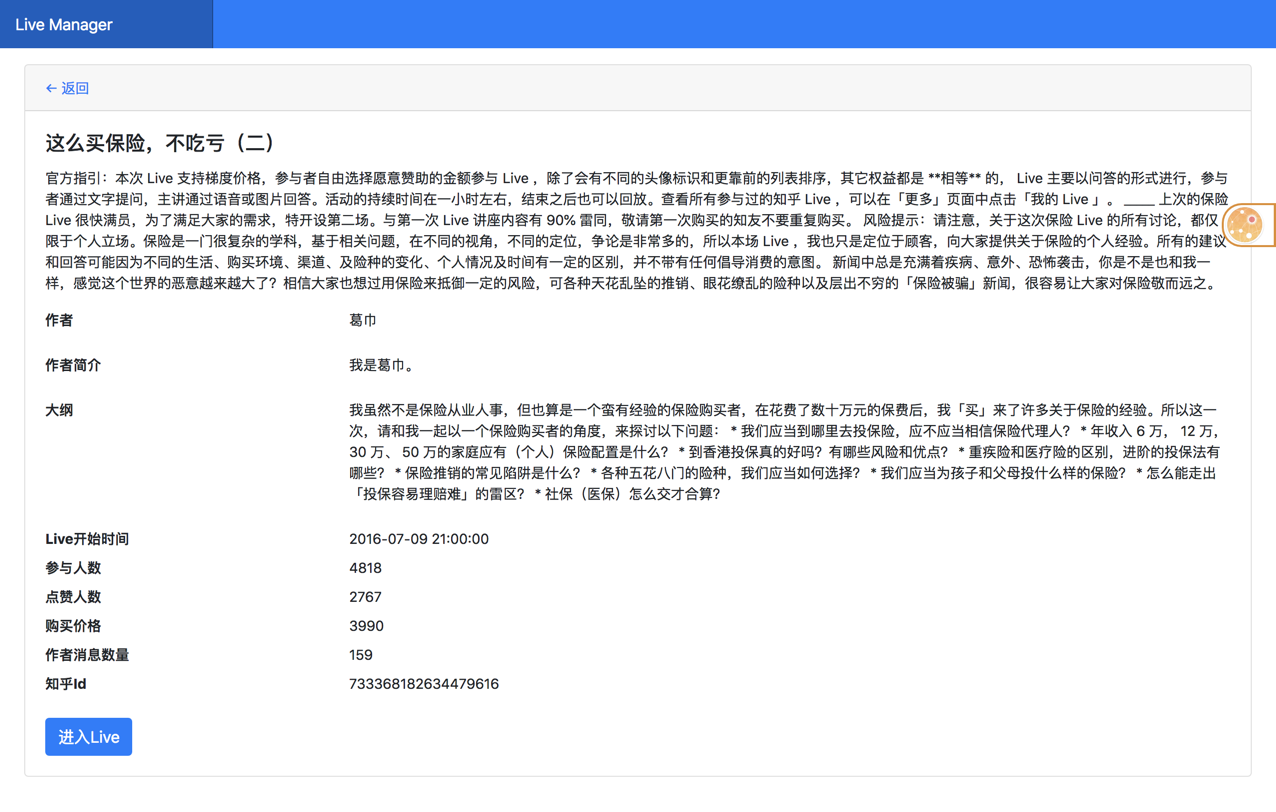 Live Manager
← 返回
这么买保险，不吃亏（二）
官方指引：本次 Live 支持梯度价格，参与者自由选择愿意赞助的金额参与 Live ，除了会有不同的头像标识和更靠前的列表排序，其它权益都是 **相等** 的， Live 主要以问答的形式进行，参与
者通过文字提问，主讲通过语音或图片回答。活动的持续时间在一小时左右，结束之后也可以回放。查看所有参与过的知乎 Live ，可以在「更多」页面中点击「我的 Live 」。 ____ 上次的保险
Live 很快满员，为了满足大家的需求，特开设第二场。与第一次 Live 讲座内容有 90% 雷同，敬请第一次购买的知友不要重复购买。 风险提示：请注意，关于这次保险 Live 的所有讨论，都仅
限于个人立场。保险是一门很复杂的学科，基于相关问题，在不同的视角，不同的定位，争论是非常多的，所以本场 Live ，我也只是定位于顾客，向大家提供关于保险的个人经验。所有的建议
和回答可能因为不同的生活、购买环境、渠道、及险种的变化、个人情况及时间有一定的区别，并不带有任何倡导消费的意图。 新闻中总是充满着疾病、意外、恐怖袭击，你是不是也和我一
样，感觉这个世界的恶意越来越大了？相信大家也想过用保险来抵御一定的风险，可各种天花乱坠的推销、眼花缭乱的险种以及层出不穷的「保险被骗」新闻，很容易让大家对保险敬而远之。
作者 葛巾
作者简介 我是葛巾。
大纲 我虽然不是保险从业人事，但也算是一个蛮有经验的保险购买者，在花费了数十万元的保费后，我「买」来了许多关于保险的经验。所以这一
次，请和我一起以一个保险购买者的角度，来探讨以下问题： * 我们应当到哪里去投保险，应不应当相信保险代理人？ * 年收入 6 万， 12 万，
30 万、 50 万的家庭应有（个人）保险配置是什么？ * 到香港投保真的好吗？有哪些风险和优点？ * 重疾险和医疗险的区别，进阶的投保法有
哪些？ * 保险推销的常见陷阱是什么？ * 各种五花八门的险种，我们应当如何选择？ * 我们应当为孩子和父母投什么样的保险？ * 怎么能走出
「投保容易理赔难」的雷区？ * 社保（医保）怎么交才合算？
Live开始时间 2016-07-09 21:00:00
参与人数 4818
点赞人数 2767
购买价格 3990
作者消息数量 159
知乎Id 733368182634479616
进入Live